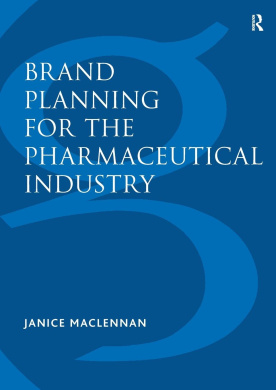 R
BRAND
PLANNING
FOR THE
PHARMACEUTICAL
INDUSTRY
JANICE MACLENNAN